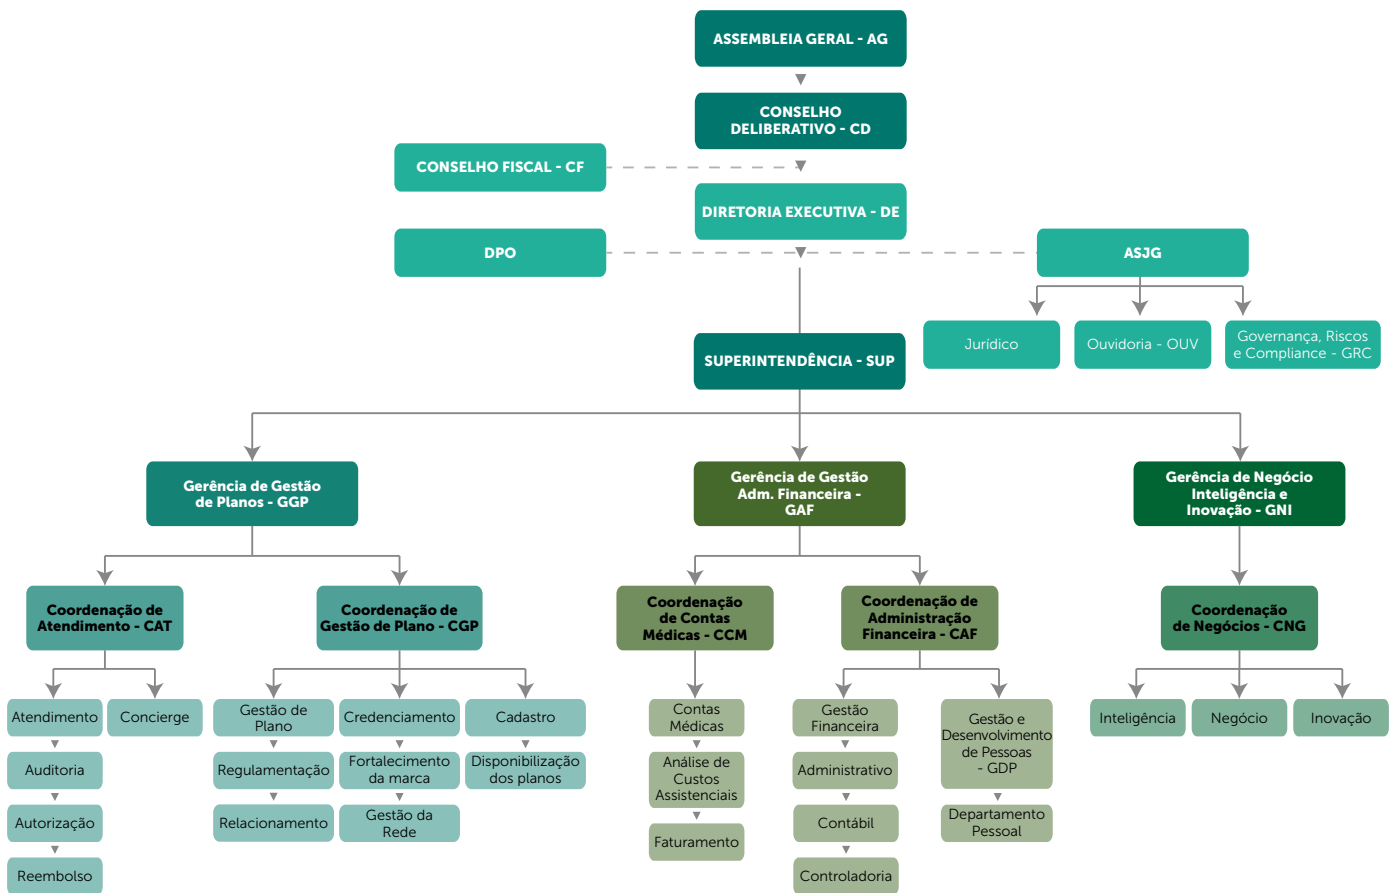 ASSEMBLEIA GERAL - AG
CONSELHO
DELIBERATIVO - CD
CONSELHO FISCAL - CF
DIRETORIA EXECUTIVA - DE
DPO
ASJG
Jurídico
Ouvidoria - OUV
Governança, Riscos
e Compliance - GRC
SUPERINTENDÊNCIA - SUP
Gerência de Gestão
de Planos - GGP
Gerência de Gestão
Adm. Financeira -
GAF
Gerência de Negócio
Inteligência e
Inovação - GNI
Coordenação de
Atendimento - CAT
Coordenação de
Gestão de Plano - CGP
Coordenação
de Contas
Médicas - CCM
Coordenação de
Administração
Financeira - CAF
Coordenação
de Negócios - CNG
Atendimento
Auditoria
Autorização
Reembolso
Concierge
Gestão de
Plano
Regulamentação
Relacionamento
Credenciamento
Fortalecimento
da marca
Gestão da
Rede
Cadastro
Disponibilização
dos planos
Contas
Médicas
Análise de
Custos
Assistenciais
Faturamento
Gestão
Financeira
Administrativo
Contábil
Controladoria
Gestão e
Desenvolvimento
de Pessoas
- GDP
Departamento
Pessoal
Inteligência
Negócio
Inovação